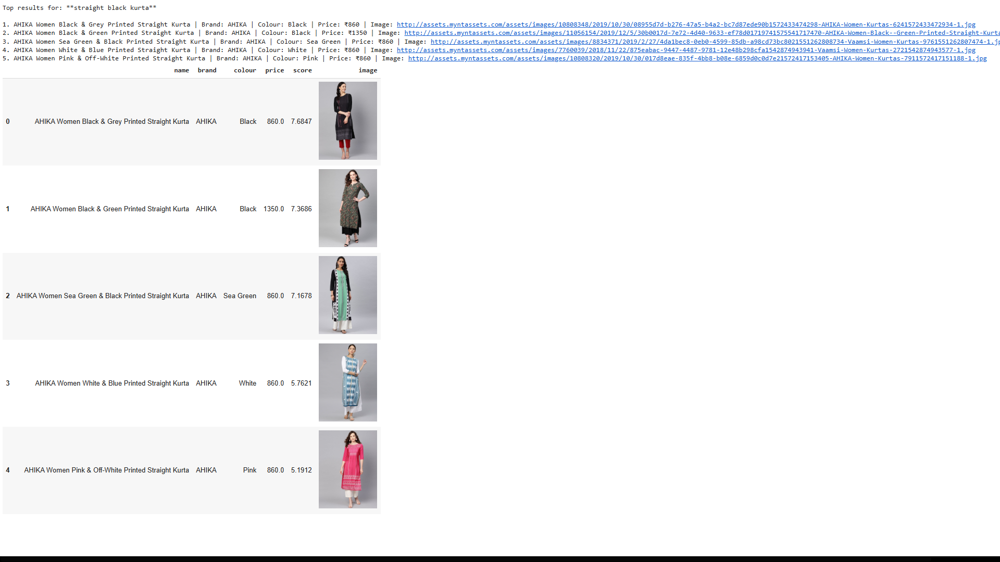 Top results for: **straight black kurta**
1. AHIKA Women Black & Grey Printed Straight Kurta | Brand: AHIKA | Colour: Black | Price: ₹860 | Image: http://assets.myntassets.com/assets/images/10808348/2019/10/30/08955d7d-b276-47a5-b4a2-bc7d87ede90b1572433474298-AHIKA-Women-Kurtas-6241572433472934-1.jpg
2. AHIKA Women Black & Green Printed Straight Kurta | Brand: AHIKA | Colour: Black | Price: ₹1350 | Image: http://assets.myntassets.com/assets/images/11056154/2019/12/5/30b0017d-7e72-4d40-9633-ef78d01719741575541717470-AHIKA-Women-Black--Green-Printed-Straight-Kurta
3. AHIKA Women Sea Green & Black Printed Straight Kurta | Brand: AHIKA | Colour: Sea Green | Price: ₹860 | Image: http://assets.myntassets.com/assets/images/8834371/2019/2/27/4da1bec8-0eb0-4599-85db-a98cd73bc8021551262808734-Vaamsi-Women-Kurtas-9761551262807474-1.jp
4. AHIKA Women White & Blue Printed Straight Kurta | Brand: AHIKA | Colour: White | Price: ₹860 | Image: http://assets.myntassets.com/assets/images/7760039/2018/11/22/875eabac-9447-4487-9781-12e48b298cfa1542874943941-Vaamsi-Women-Kurtas-2721542874943577-1.jpg
5. AHIKA Women Pink & Off-White Printed Straight Kurta | Brand: AHIKA | Colour: Pink | Price: ₹860 | Image: http://assets.myntassets.com/assets/images/10808320/2019/10/30/017d8eae-835f-4bb8-b08e-6859d0c0d7e21572417153405-AHIKA-Women-Kurtas-7911572417151188-1.jpg
name brand colour price score image
0 AHIKA Women Black & Grey Printed Straight Kurta AHIKA Black 860.0 7.6847
1 AHIKA Women Black & Green Printed Straight Kurta AHIKA Black 1350.0 7.3686
2 AHIKA Women Sea Green & Black Printed Straight Kurta AHIKA Sea Green 860.0 7.1678
3 AHIKA Women White & Blue Printed Straight Kurta AHIKA White 860.0 5.7621
4 AHIKA Women Pink & Off-White Printed Straight Kurta AHIKA Pink 860.0 5.1912